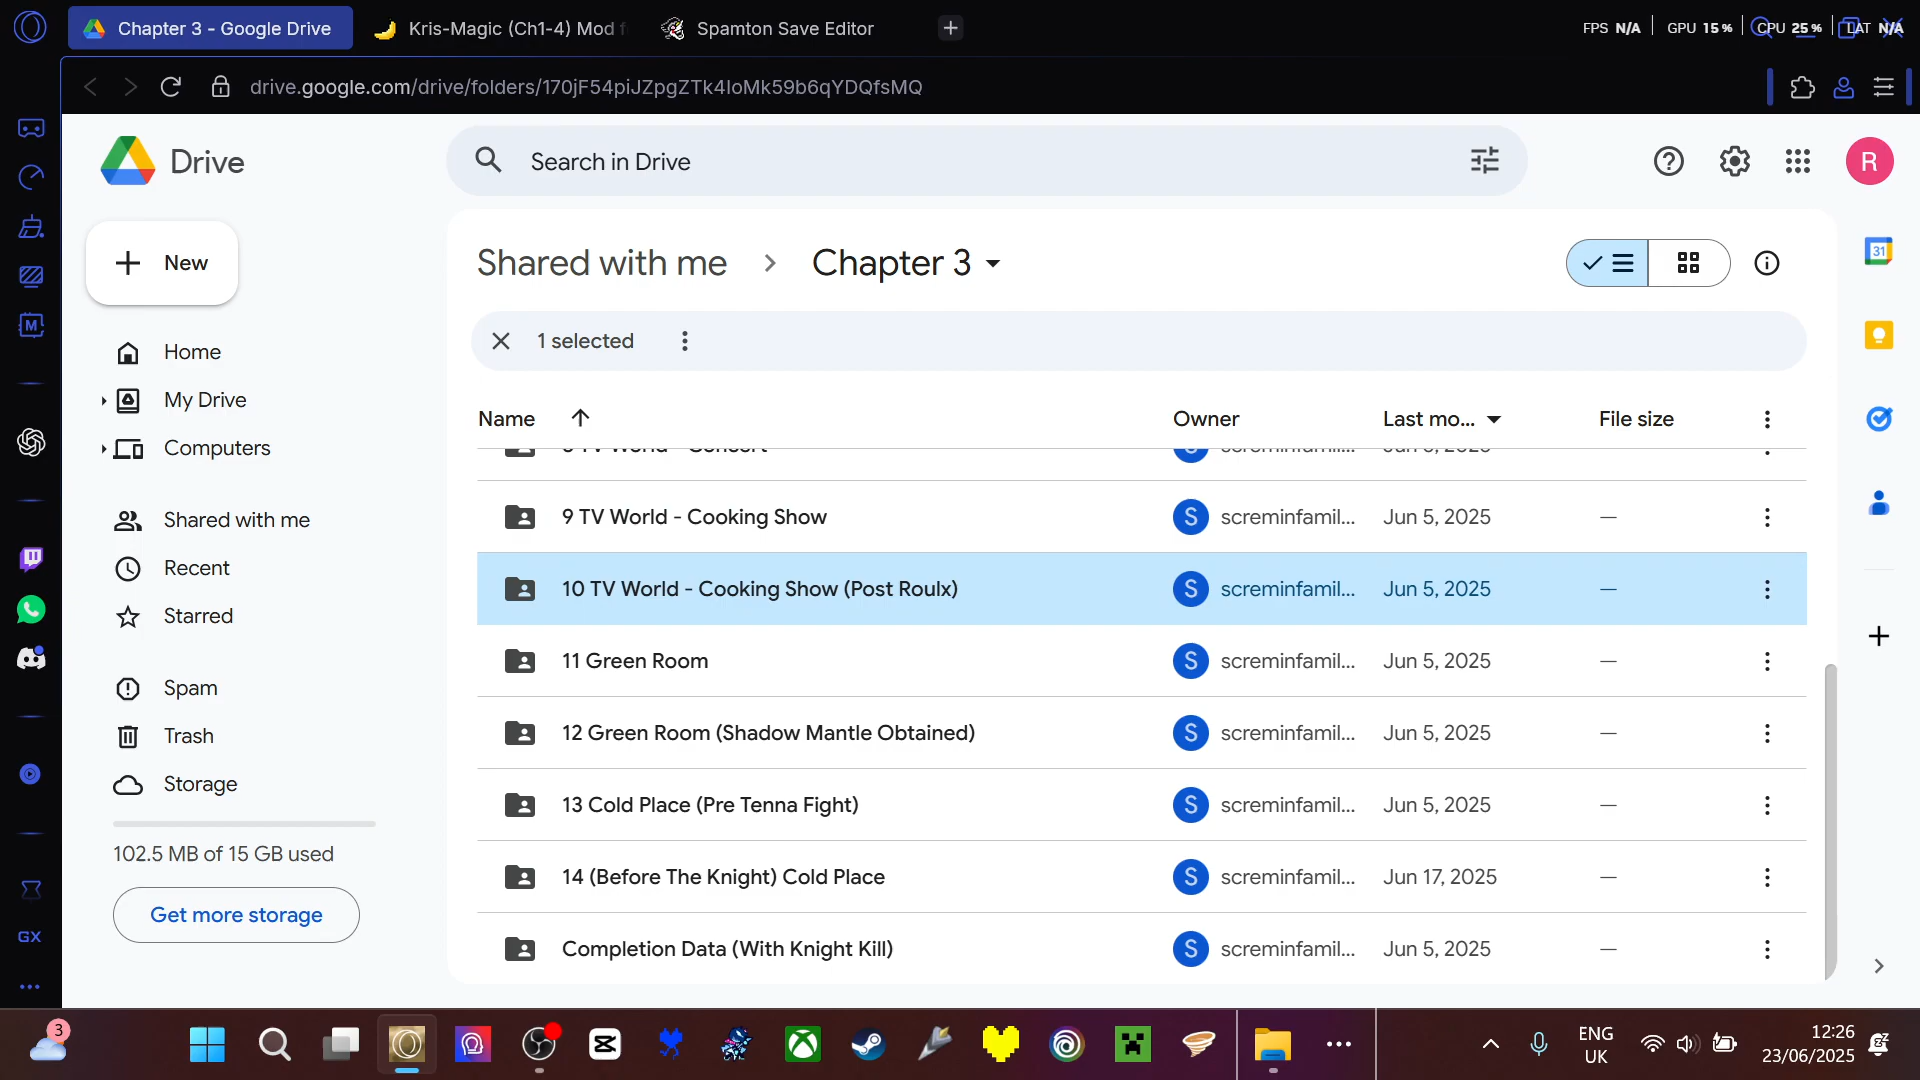 Chapter 3 - Google Drive
Kris-Magic (Ch1-4) Mod f
Spamton Save Editor
FPS N/A
GPU 15 %
CPU 25 %
LAT N/A
drive.google.com/drive/folders/170jF54piJZpgZTk4IoMk59b6qYDQfsMQ
Drive
Search in Drive
R
New
Shared with me
Chapter 3
31
1 selected
Home
My Drive
Computers
Shared with me
Recent
Starred
Spam
Trash
Storage
102.5 MB of 15 GB used
Get more storage
M
GX
Name
Owner
Last mo...
File size
9 TV World - Cooking Show
S
screminfamil...
Jun 5, 2025
—
10 TV World - Cooking Show (Post Roulx)
S
screminfamil...
Jun 5, 2025
—
11 Green Room
S
screminfamil...
Jun 5, 2025
—
12 Green Room (Shadow Mantle Obtained)
S
screminfamil...
Jun 5, 2025
—
13 Cold Place (Pre Tenna Fight)
S
screminfamil...
Jun 5, 2025
—
14 (Before The Knight) Cold Place
S
screminfamil...
Jun 17, 2025
—
Completion Data (With Knight Kill)
S
screminfamil...
Jun 5, 2025
—
3
ENG
UK
12:26
23/06/2025